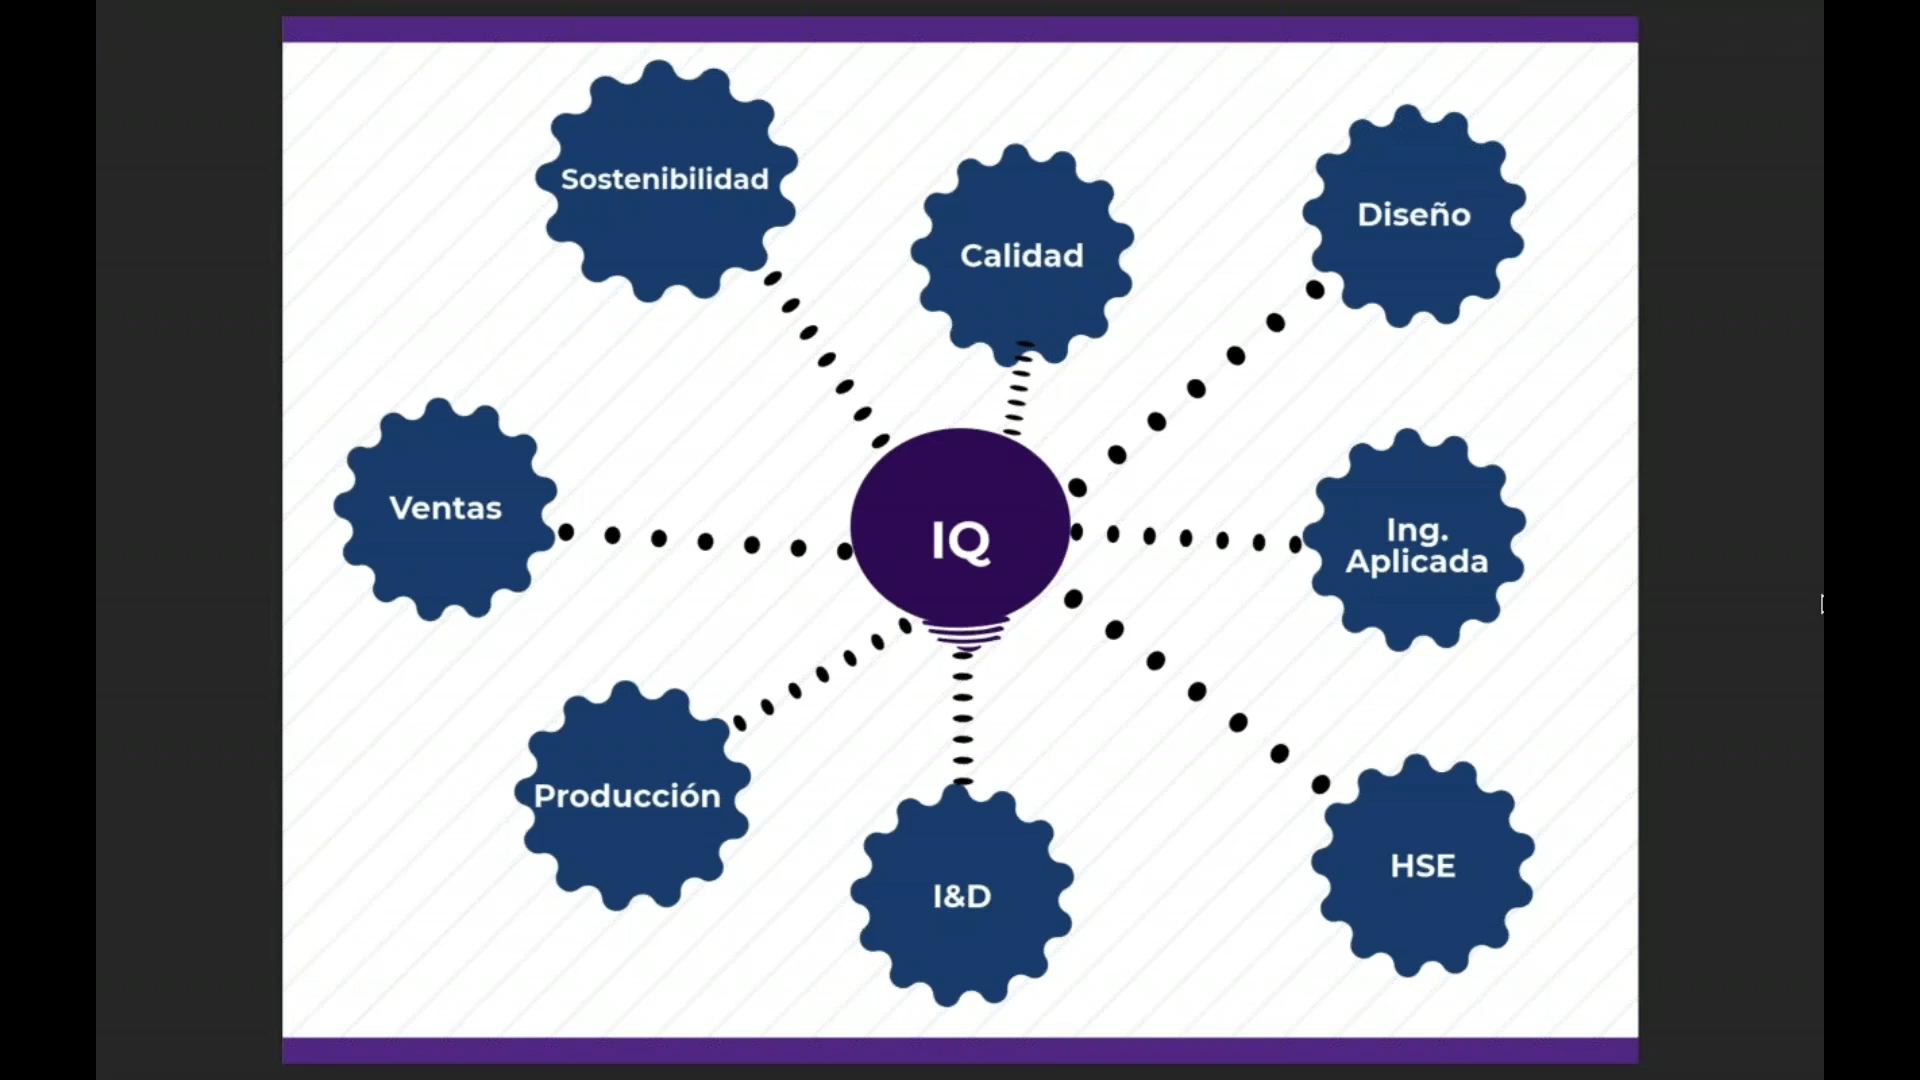 Sostenibilidad
Calidad
Diseño
Ventas
IQ
Ing.
Aplicada
Producción
I&D
HSE